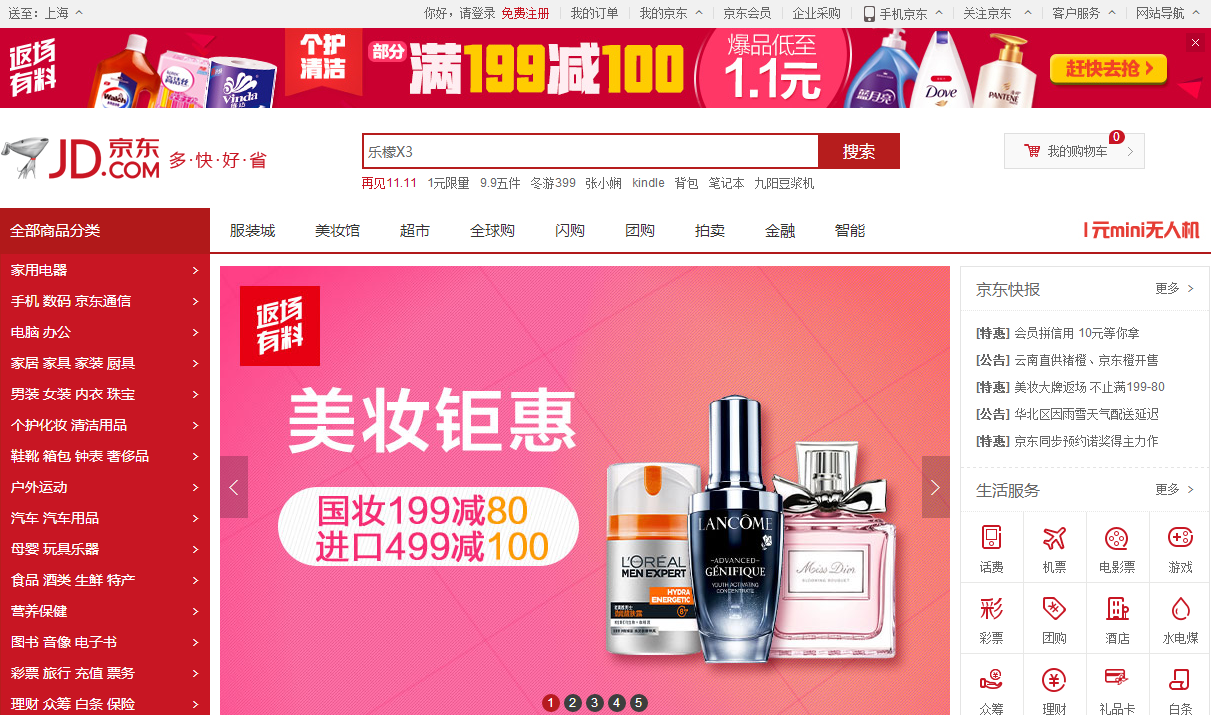 送至：上海
你好，请登录 免费注册 我的订单 我的京东 京东会员 企业采购 手机京东 关注京东 客户服务 网站导航
返场
有料
Walch
高洁丝
Vinda
个护
清洁
部分 满199减100
爆品低至
1.1元
蓝月亮
Dove
PANTENE
赶快去抢
JD.COM 京东
多·快·好·省
乐檬X3
搜索
0
我的购物车
再见11.11 1元限量 9.9五件 冬游399 张小娴 kindle 背包 笔记本 九阳豆浆机
全部商品分类
服装城 美妆馆 超市 全球购 闪购 团购 拍卖 金融 智能
1元mini无人机
家用电器
手机 数码 京东通信
电脑 办公
家居 家具 家装 厨具
男装 女装 内衣 珠宝
个护化妆 清洁用品
鞋靴 箱包 钟表 奢侈品
户外运动
汽车 汽车用品
母婴 玩具乐器
食品 酒类 生鲜 特产
营养保健
图书 音像 电子书
彩票 旅行 充值 票务
理财 众筹 白条 保险
返场
有料
美妆钜惠
国妆199减80
进口499减100
L'ORÉAL
MEN EXPERT
HYDRA
ENERGETIC
LANCÔME
ADVANCED
GÉNIFIQUE
YOUTH ACTIVATING
CONCENTRATE
Miss Dior
BLOOMING BOUQUET
1 2 3 4 5
京东快报
更多
[特惠] 会员拼信用 10元等你拿
[公告] 云南直供褚橙、京东橙开售
[特惠] 美妆大牌返场 不止满199-80
[公告] 华北区因雨雪天气配送延迟
[特惠] 京东同步预约诺奖得主力作
生活服务
更多
话费 机票 电影票 游戏
彩票 团购 酒店 水电煤
众筹 理财 礼品卡 白条